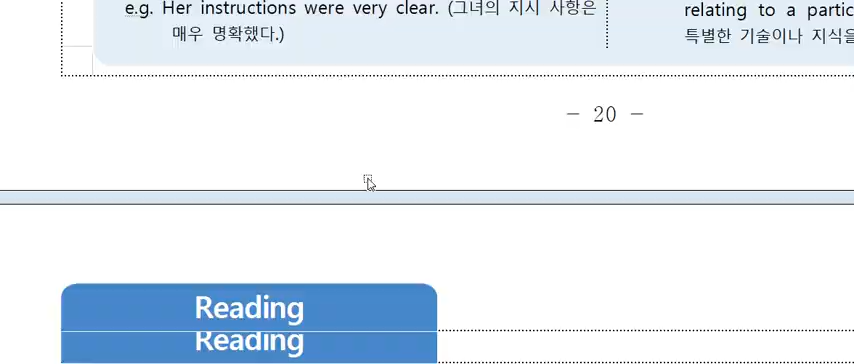 e.g. Her instructions were very clear. (그녀의 지시 사항은
매우 명확했다.)
relating to a partic
특별한 기술이나 지식을
- 20 -
Reading
Reading